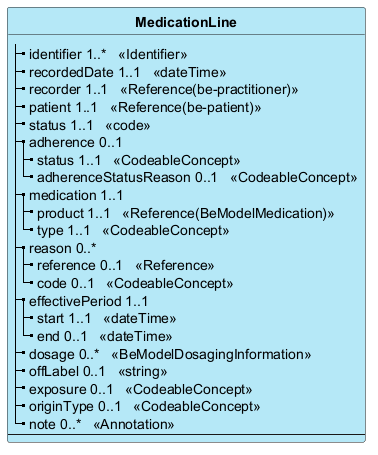 MedicationLine
identifier 1..* «Identifier»
recordedDate 1..1 «dateTime»
recorder 1..1 «Reference(be-practitioner)»
patient 1..1 «Reference(be-patient)»
status 1..1 «code»
adherence 0..1
status 1..1 «CodeableConcept»
adherenceStatusReason 0..1 «CodeableConcept»
medication 1..1
product 1..1 «Reference(BeModelMedication)»
type 1..1 «CodeableConcept»
reason 0..*
reference 0..1 «Reference»
code 0..1 «CodeableConcept»
effectivePeriod 1..1
start 1..1 «dateTime»
end 0..1 «dateTime»
dosage 0..* «BeModelDosagingInformation»
offLabel 0..1 «string»
exposure 0..1 «CodeableConcept»
originType 0..1 «CodeableConcept»
note 0..* «Annotation»